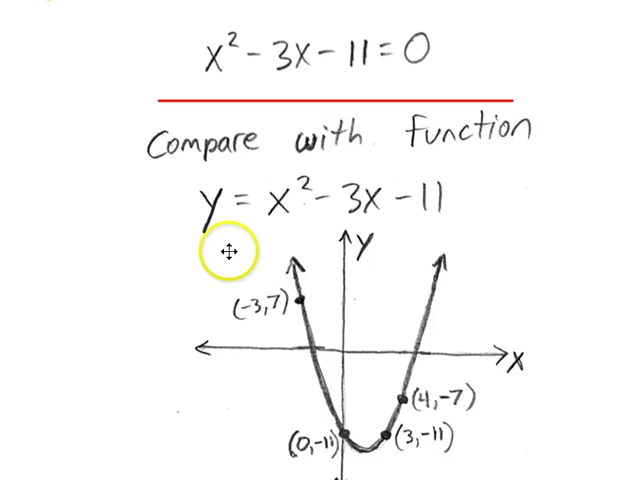 x² - 3x - 11 = 0
Compare with function
y = x² - 3x - 11
Y
(-3,7)
X
(4,-7)
(0,-11)
(3,-11)